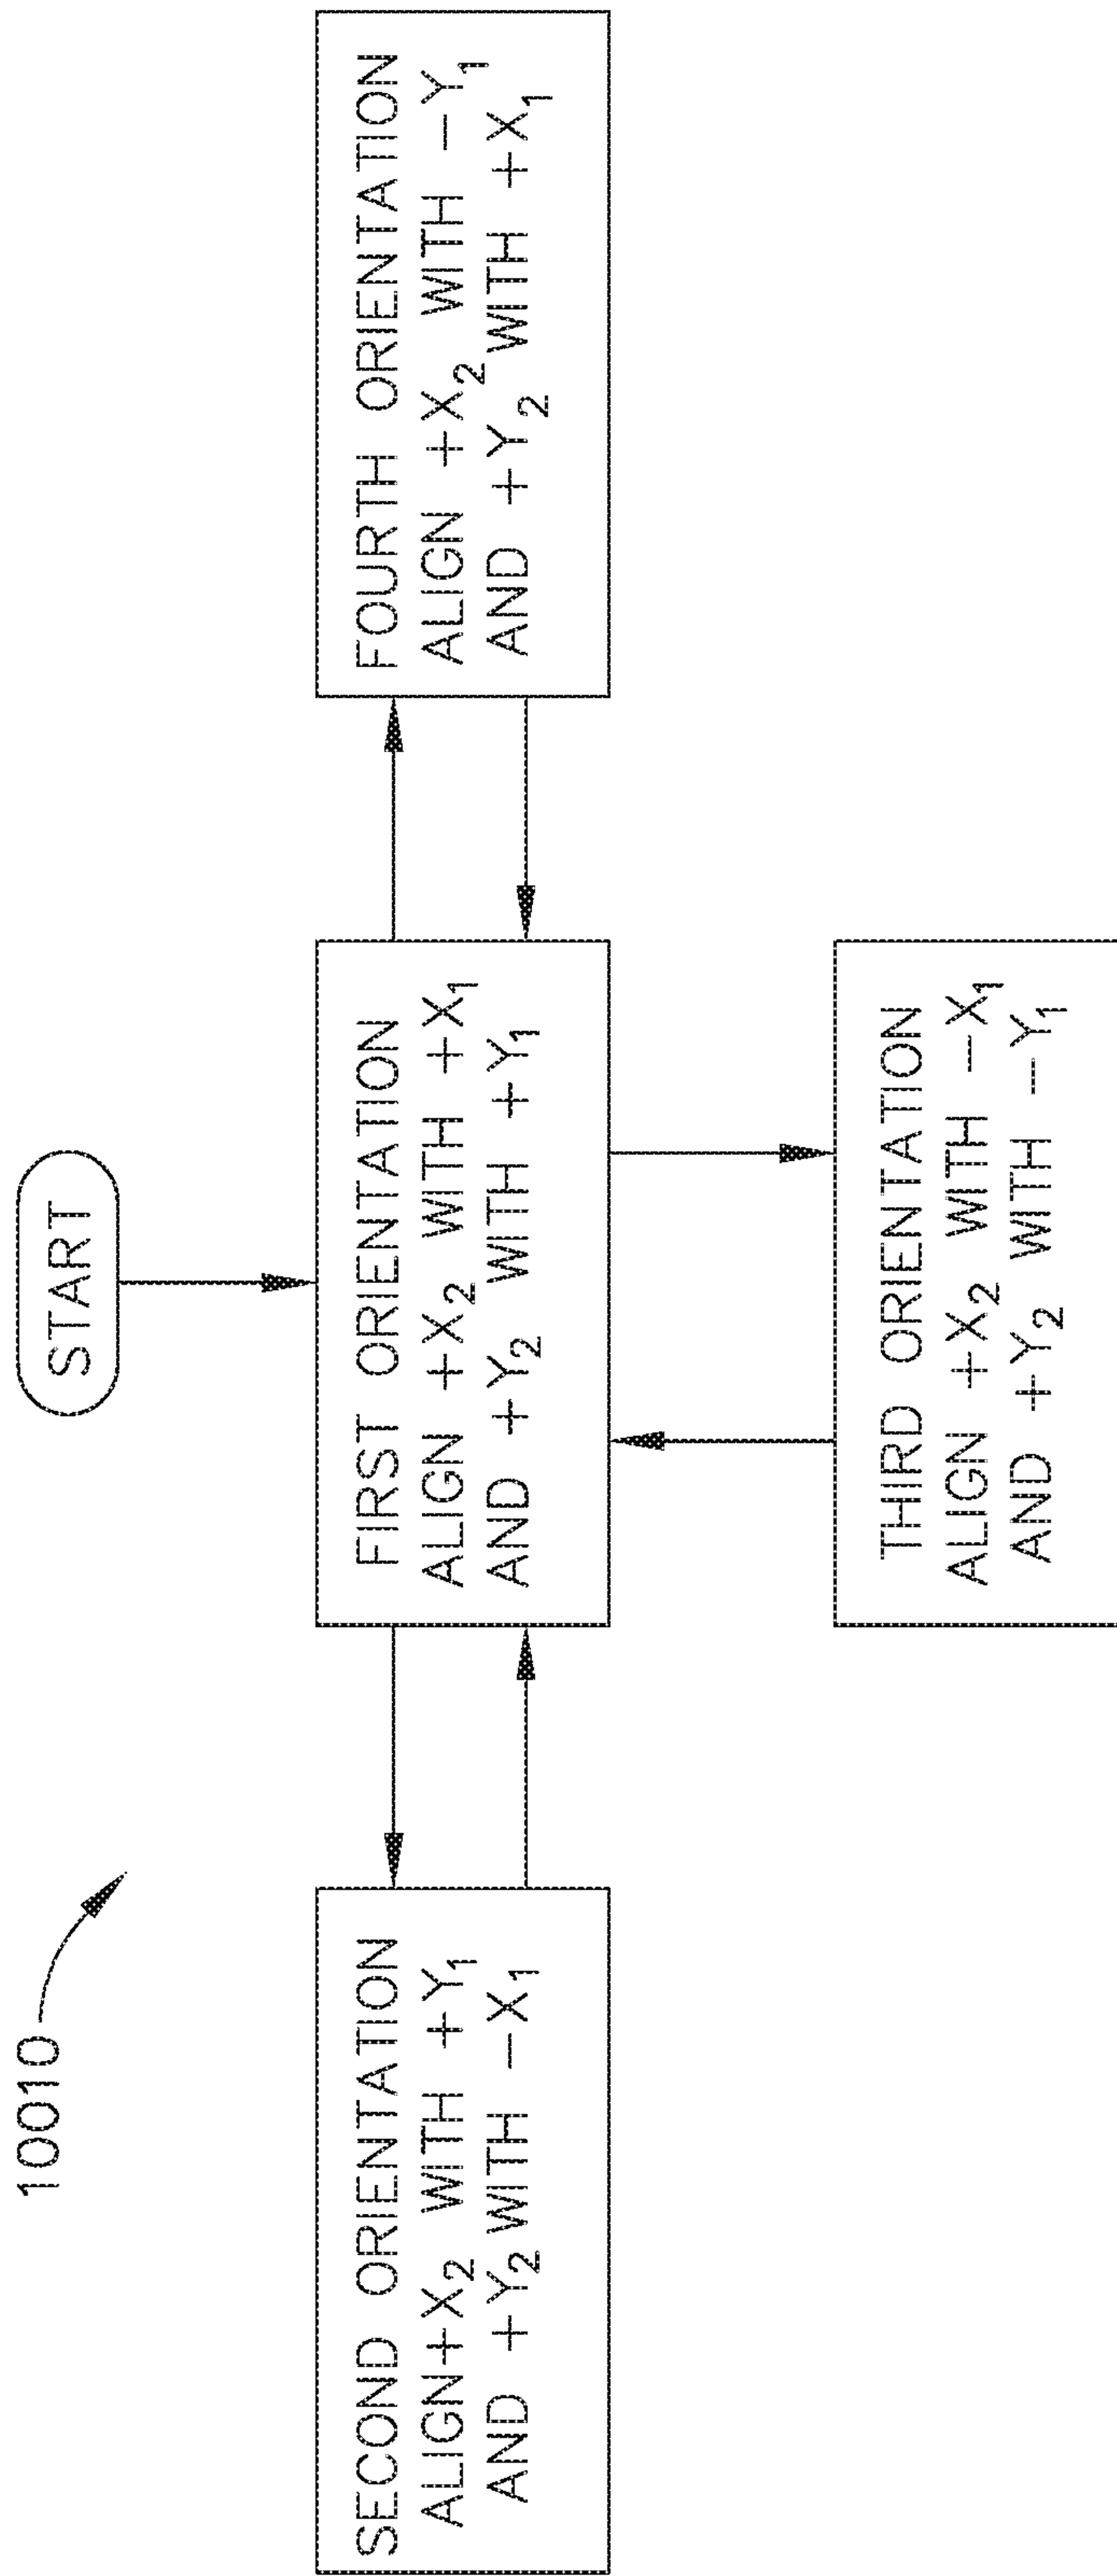 10010
START
FIRST ORIENTATION
ALIGN +X₂ WITH +X₁
AND +Y₂ WITH +Y₁
SECOND ORIENTATION
ALIGN+X₂ WITH +Y₁
AND +Y₂ WITH −X₁
THIRD ORIENTATION
ALIGN +X₂ WITH −X₁
AND +Y₂ WITH −Y₁
FOURTH ORIENTATION
ALIGN +X₂ WITH −Y₁
AND +Y₂ WITH +X₁